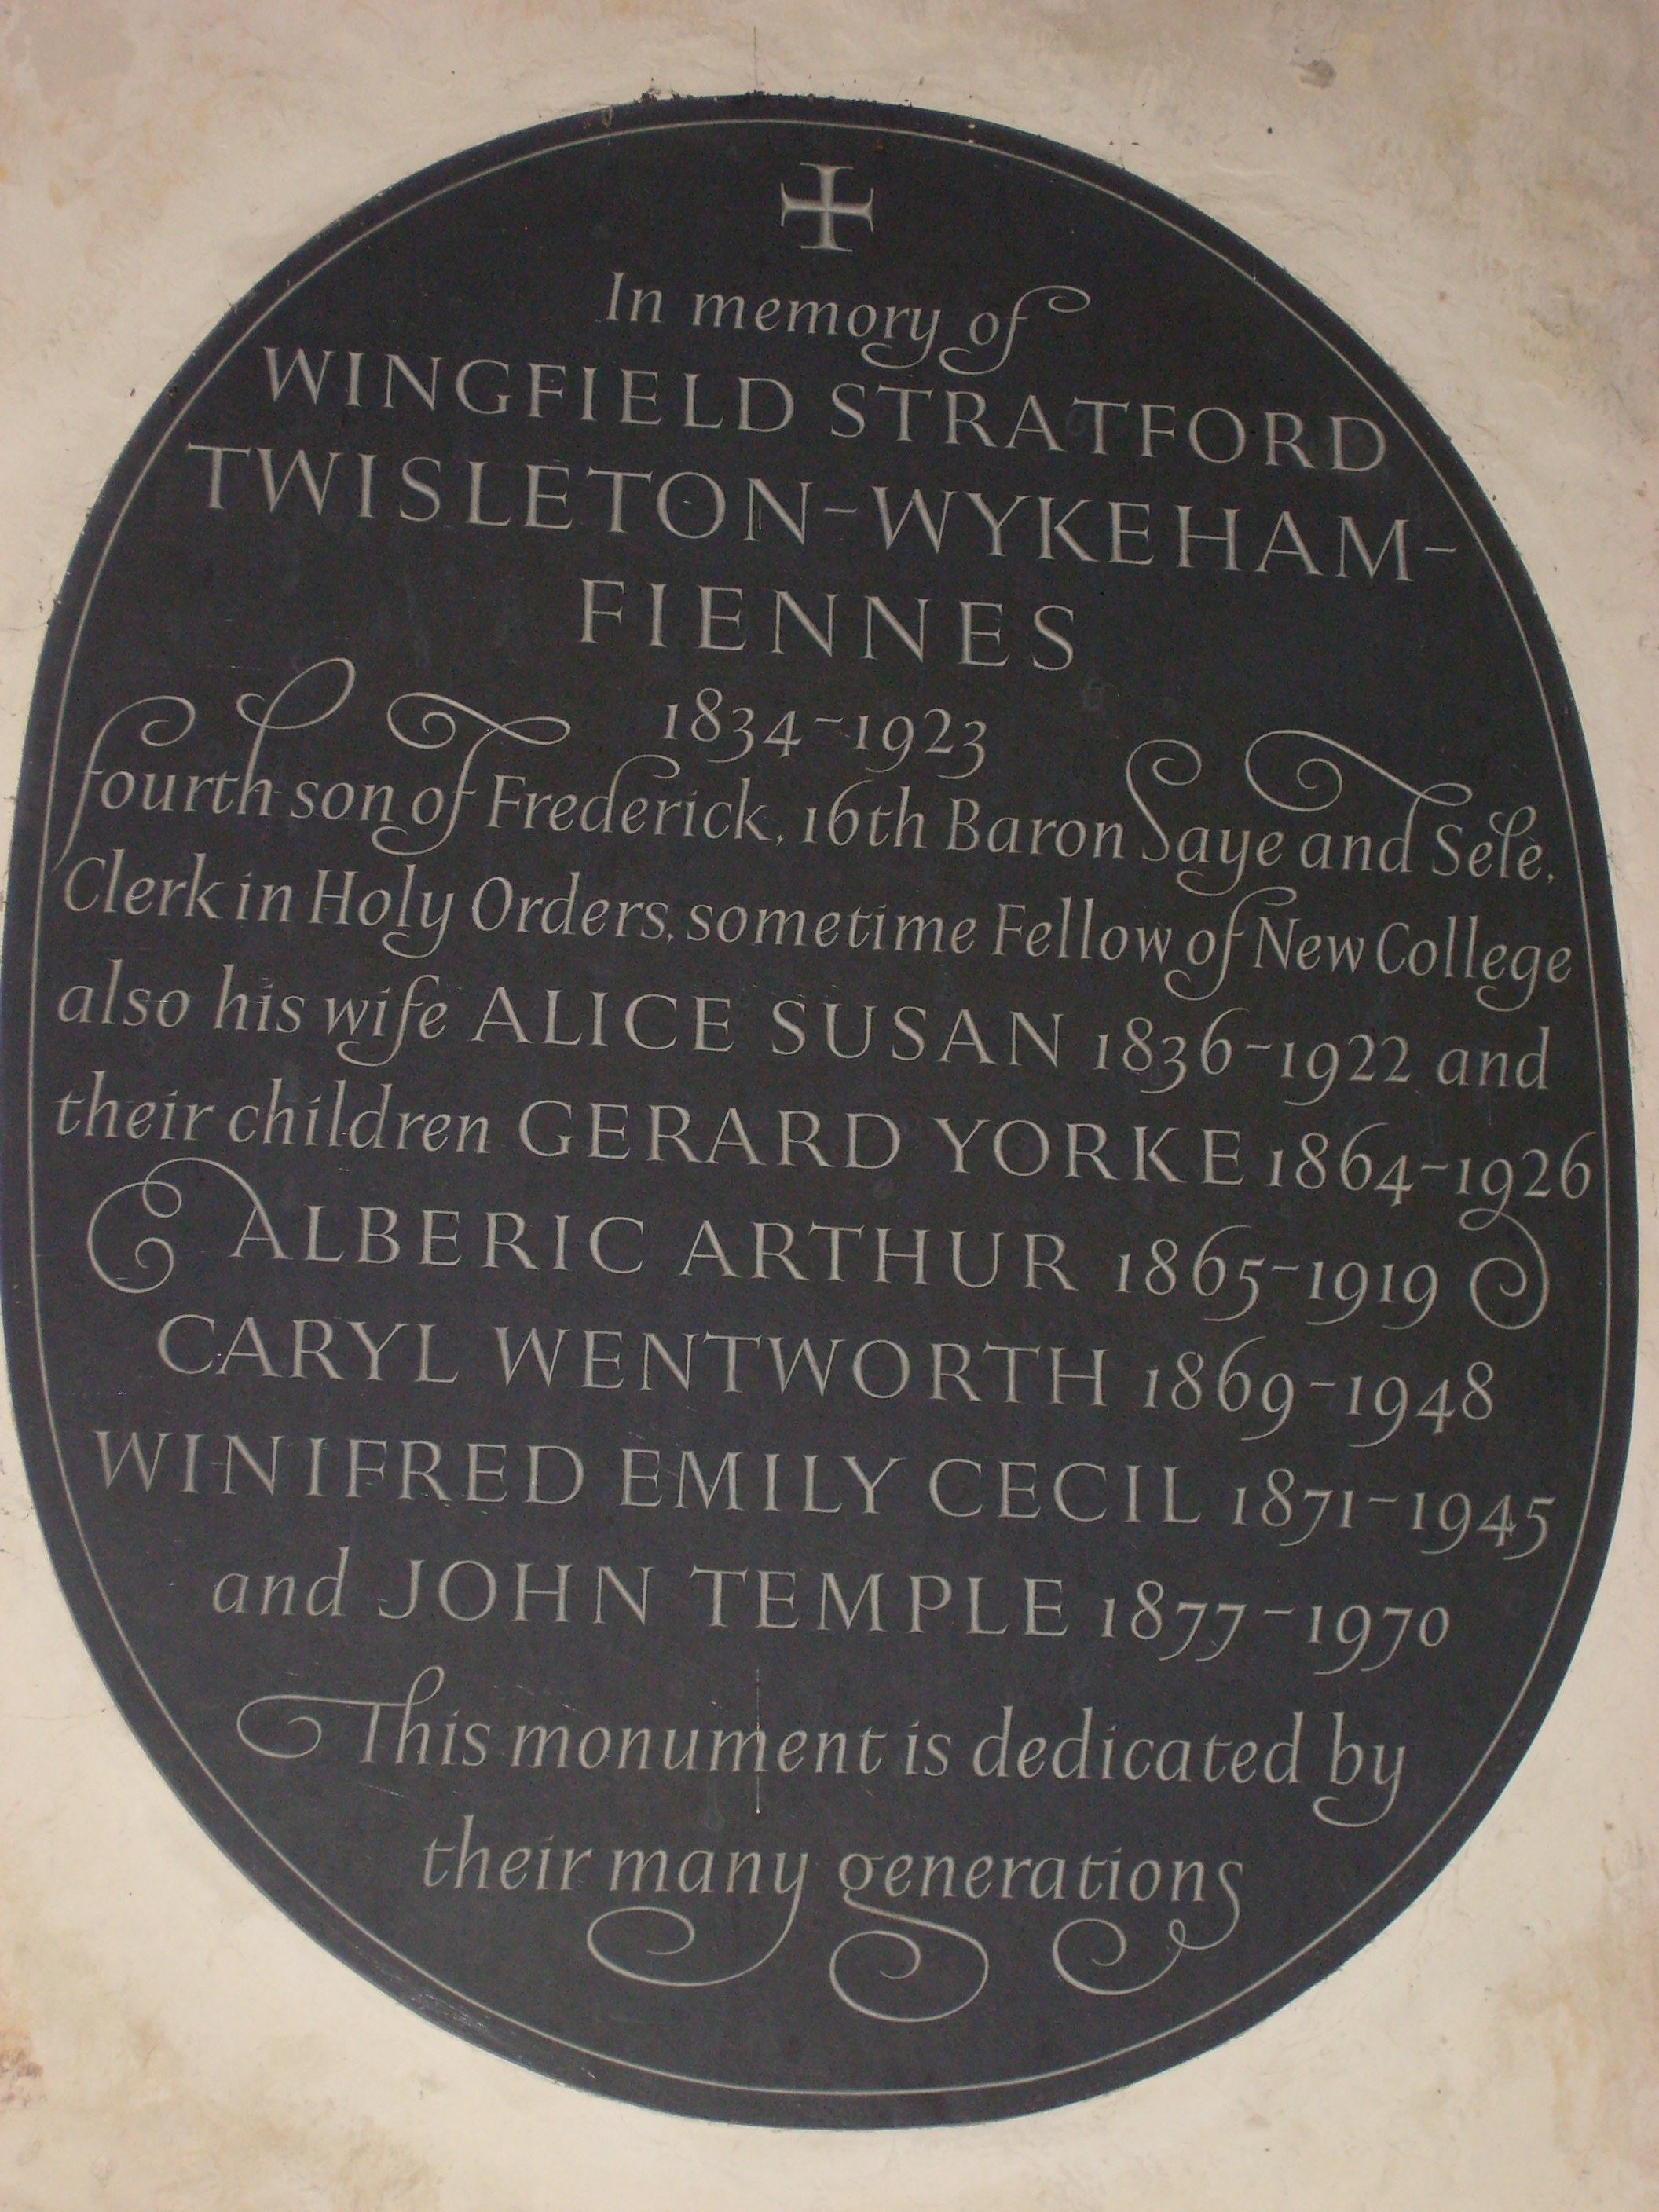 In memory of
WINGFIELD STRATFORD
TWISLETON-WYKEHAM-
FIENNES
1834-1923
fourth son of Frederick, 16th Baron Saye and Sele,
Clerk in Holy Orders, sometime Fellow of New College
also his wife ALICE SUSAN 1836-1922 and
their children GERARD YORKE 1864-1926
ALBERIC ARTHUR 1865-1919
CARYL WENTWORTH 1869-1948
WINIFRED EMILY CECIL 1871-1945
and JOHN TEMPLE 1877-1970
This monument is dedicated by
their many generations